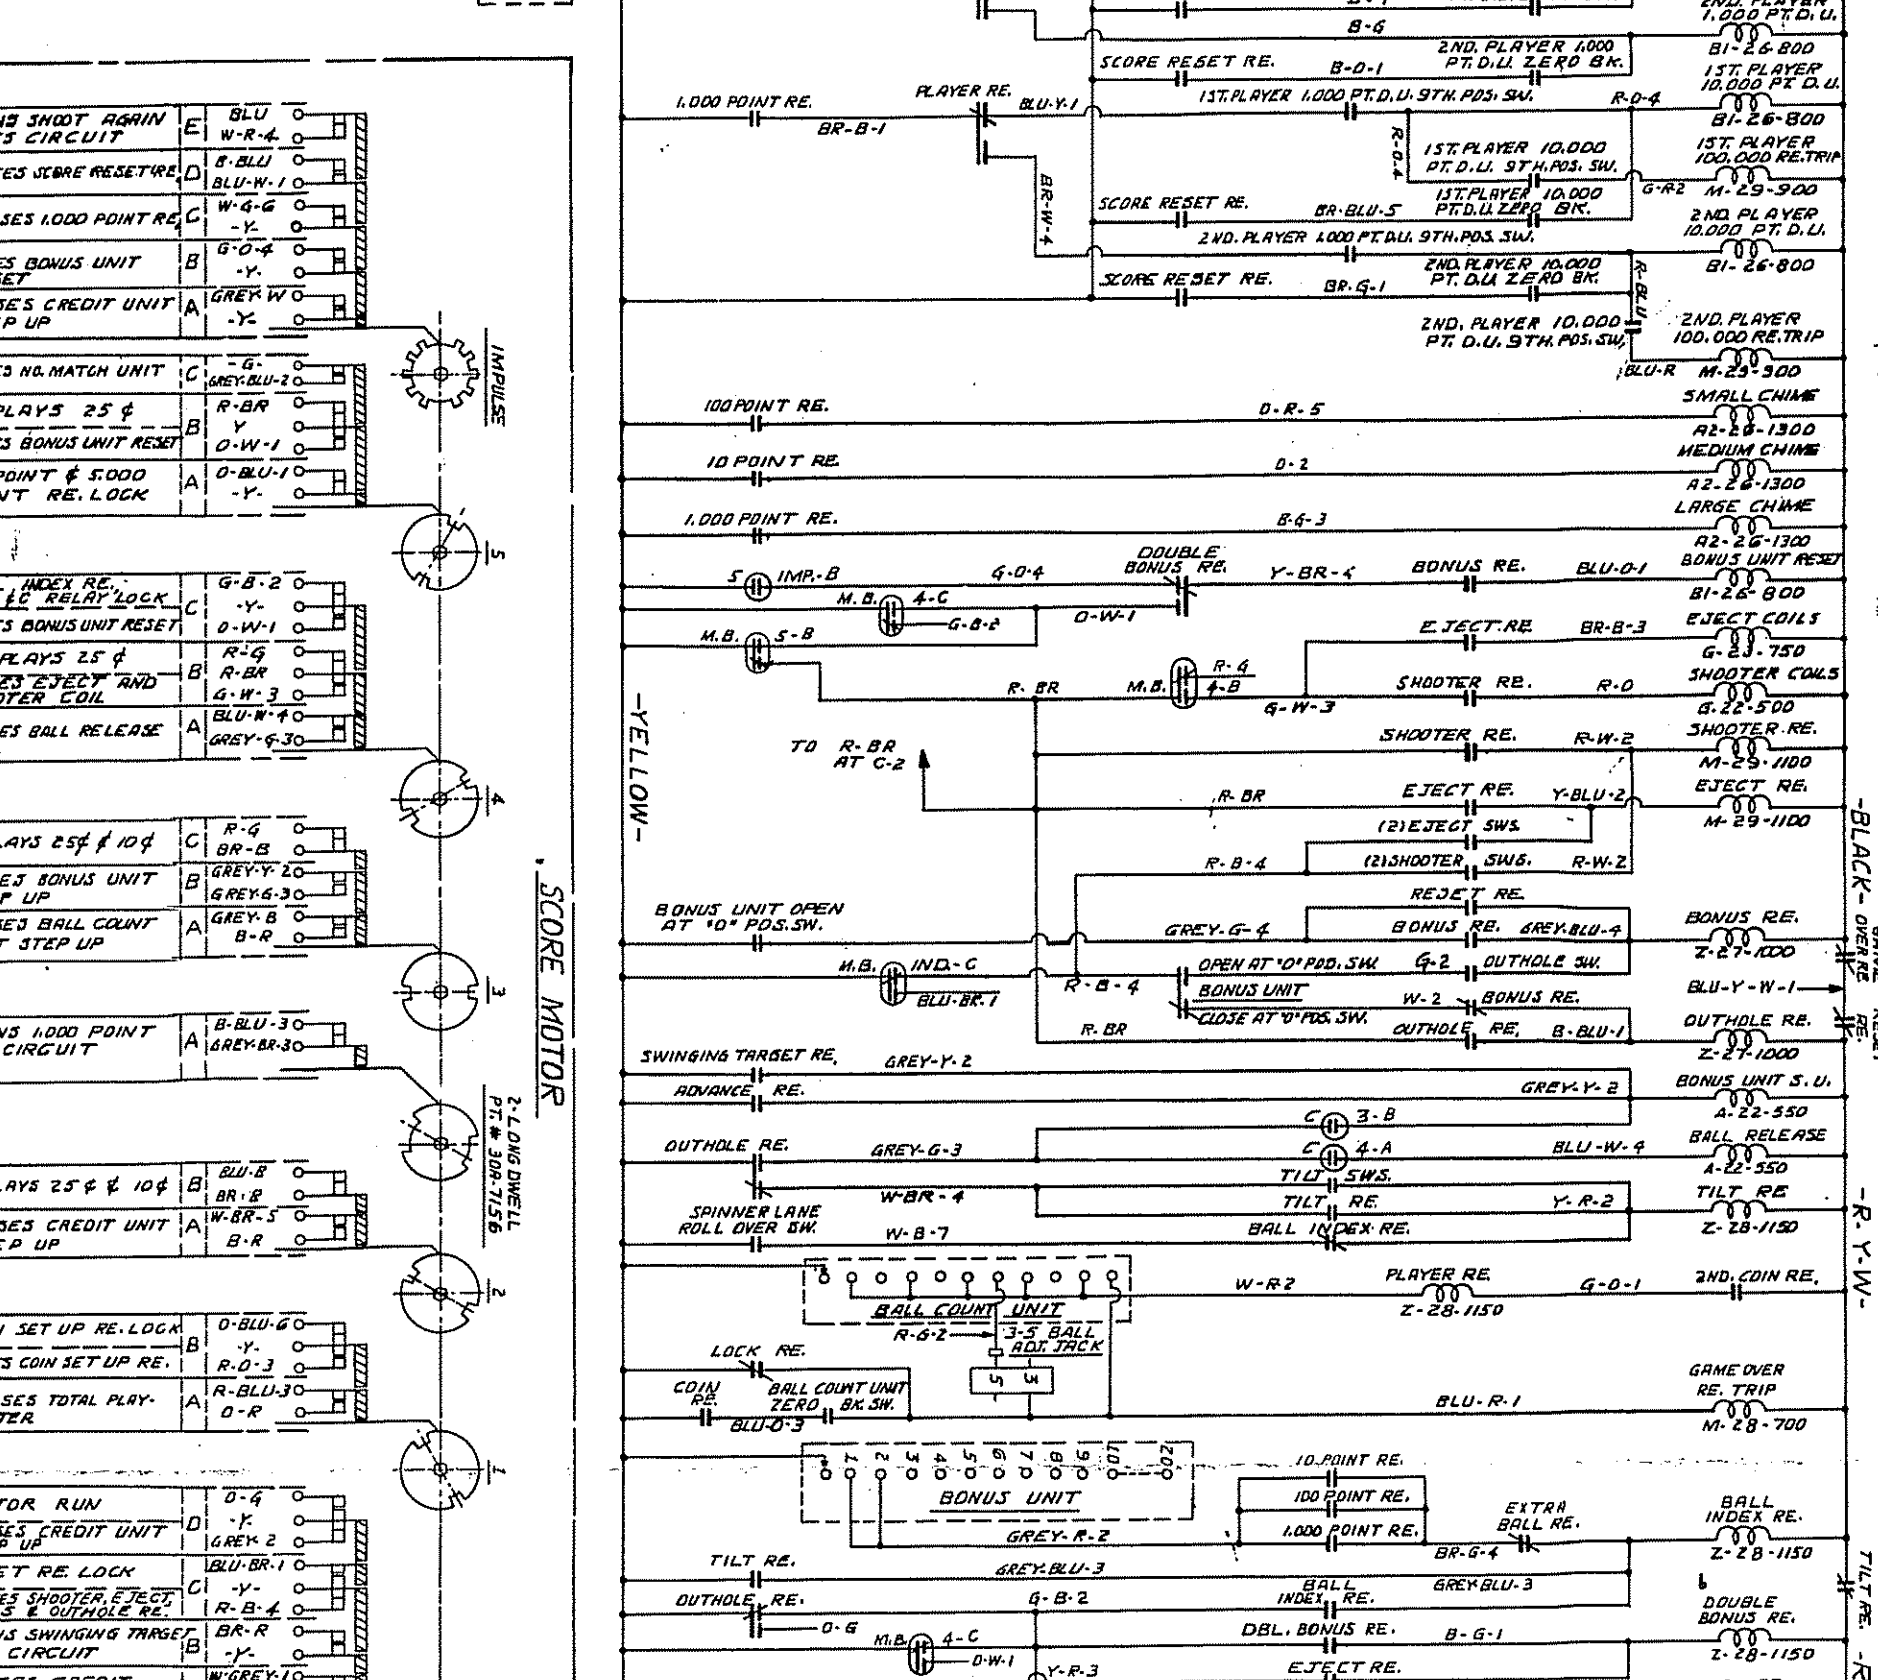 SHOOT AGAIN
CIRCUIT
E
BLU
W-R-4
SCORE RESET RE.
D
B-BLU
BLU-W-1
1.000 POINT RE.
C
W-G-G
-Y-
BONUS UNIT
B
G-O-4
-Y-
CREDIT UNIT
UP
A
GREY-W
-Y-
IMPULSE
NO. MATCH UNIT
C
-G-
GREY-BLU-2
PLAYS 25¢
BONUS UNIT RESET
B
R-BR
Y
O-W-1
POINT & 5.000
RE. LOCK
A
O-BLU-1
-Y-
5
INDEX RE.
RELAY LOCK
BONUS UNIT RESET
C
G-B-2
-Y-
O-W-1
PLAYS 25¢
EJECT AND
COIL
B
R-G
R-BR
G-W-3
BALL RELEASE
A
BLU-W-4
GREY-G-3
4
25¢ & 10¢
C
R-G
BR-B
BONUS UNIT
UP
B
GREY-Y-2
GREY-G-3
BALL COUNT
STEP UP
A
GREY-B
B-R
3
1.000 POINT
CIRCUIT
A
B-BLU-3
GREY-BR-3
2-LONG DWELL
PT. # 30A-7156
25¢ & 10¢
B
BLU-B
BR-B
CREDIT UNIT
UP
A
W-BR-5
B-R
2
SET UP RE. LOCK
COIN SET UP RE.
B
O-BLU-G
-Y-
R-O-3
TOTAL PLAY-
A
R-BLU-3
O-R
1
RUN
CREDIT UNIT
UP
D
O-G
-Y-
GREY-2
RE LOCK
SHOOTER, EJECT,
& OUTHOLE RE.
C
BLU-BR-1
-Y-
R-B-4
SWINGING TARGET
CIRCUIT
B
BR-R
-Y-
W-GREY-1
SCORE MOTOR
-YELLOW-
2ND. PLAYER
1.000 PT. D.U.
B-G
B1-26-800
SCORE RESET RE.
B-O-1
2ND. PLAYER 1.000
PT. D.U. ZERO BK.
1ST. PLAYER
10.000 PT. D.U.
1.000 POINT RE.
BR-B-1
PLAYER RE.
BLU-Y-1
1ST. PLAYER 1.000 PT. D.U. 9TH. POS. SW.
R-O-4
B1-26-800
R-O-4
1ST. PLAYER 10.000
PT. D.U. 9TH. POS. SW.
1ST. PLAYER
100.000 RE. TRIP
G-R2
M-29-900
BR-W-4
SCORE RESET RE.
BR-BLU-5
1ST. PLAYER 10.000
PT. D.U. ZERO BK.
2ND. PLAYER
10.000 PT. D.U.
2ND. PLAYER 1.000 PT. D.U. 9TH. POS. SW.
B1-26-800
SCORE RESET RE.
BR-G-1
2ND. PLAYER 10.000
PT. D.U. ZERO BK.
R-BLU
2ND. PLAYER 10.000
PT. D.U. 9TH. POS. SW.
2ND. PLAYER
100.000 RE. TRIP
BLU-R
M-29-900
100 POINT RE.
O-R-5
SMALL CHIME
A2-26-1300
10 POINT RE.
O-2
MEDIUM CHIME
A2-26-1300
1.000 POINT RE.
B-G-3
LARGE CHIME
A2-26-1300
5
IMP.-B
G-O-4
DOUBLE
BONUS RE.
Y-BR-4
BONUS RE.
BLU-O-1
BONUS UNIT RESET
B1-26-800
M.B.
4-C
G-B-2
O-W-1
M.B.
5-B
EJECT RE.
BR-B-3
EJECT COILS
G-23-750
R-BR
M.B.
R-G
4-B
G-W-3
SHOOTER RE.
R-O
SHOOTER COILS
G-22-500
TO R-BR
AT C-2
SHOOTER RE.
R-W-2
SHOOTER RE.
M-29-1100
R-BR
EJECT RE.
Y-BLU-2
EJECT RE.
M-29-1100
(2) EJECT SWS.
R-B-4
(2) SHOOTER SWS.
R-W-2
RESET RE.
BONUS UNIT OPEN
AT "0" POS. SW.
GREY-G-4
BONUS RE.
GREY-BLU-4
BONUS RE.
Z-27-1000
M.B.
IND.-C
BLU-BR-1
R-B-4
OPEN AT "0" POS. SW.
G-2
OUTHOLE SW.
BONUS UNIT
CLOSE AT "0" POS. SW.
W-2
BONUS RE.
BLU-Y-W-1
R-BR
OUTHOLE RE.
B-BLU-1
OUTHOLE RE.
Z-27-1000
-BLACK-
OVER RE
RE.
SWINGING TARGET RE.
GREY-Y-2
ADVANCE RE.
GREY-Y-2
BONUS UNIT S.U.
A-22-550
C
3-B
OUTHOLE RE.
GREY-G-3
C
4-A
BLU-W-4
BALL RELEASE
A-22-550
W-BR-4
TILT SWS.
TILT RE.
Y-R-2
TILT RE
Z-28-1150
SPINNER LANE
ROLL OVER SW.
W-B-7
BALL INDEX RE.
-R-Y-W-
BALL COUNT UNIT
W-R-2
PLAYER RE.
Z-28-1150
G-O-1
2ND. COIN RE.
R-G-2
3-5 BALL
ADJ. JACK
5
3
LOCK RE.
COIN
RE.
BLU-O-3
BALL COUNT UNIT
ZERO BK. SW.
BLU-R-1
GAME OVER
RE. TRIP
M-28-700
1 2 3 4 5 6 7 8 9 10 20
BONUS UNIT
GREY-R-2
10 POINT RE.
100 POINT RE.
1.000 POINT RE.
BR-G-4
EXTRA
BALL RE.
BALL
INDEX RE.
Z-28-1150
TILT RE.
GREY-BLU-3
GREY-BLU-3
OUTHOLE RE.
O-G
G-B-2
BALL
INDEX RE.
M.B.
4-C
O-W-1
DBL. BONUS RE.
B-G-1
DOUBLE
BONUS RE.
Z-28-1150
Y-R-3
EJECT RE.
TILT RE.